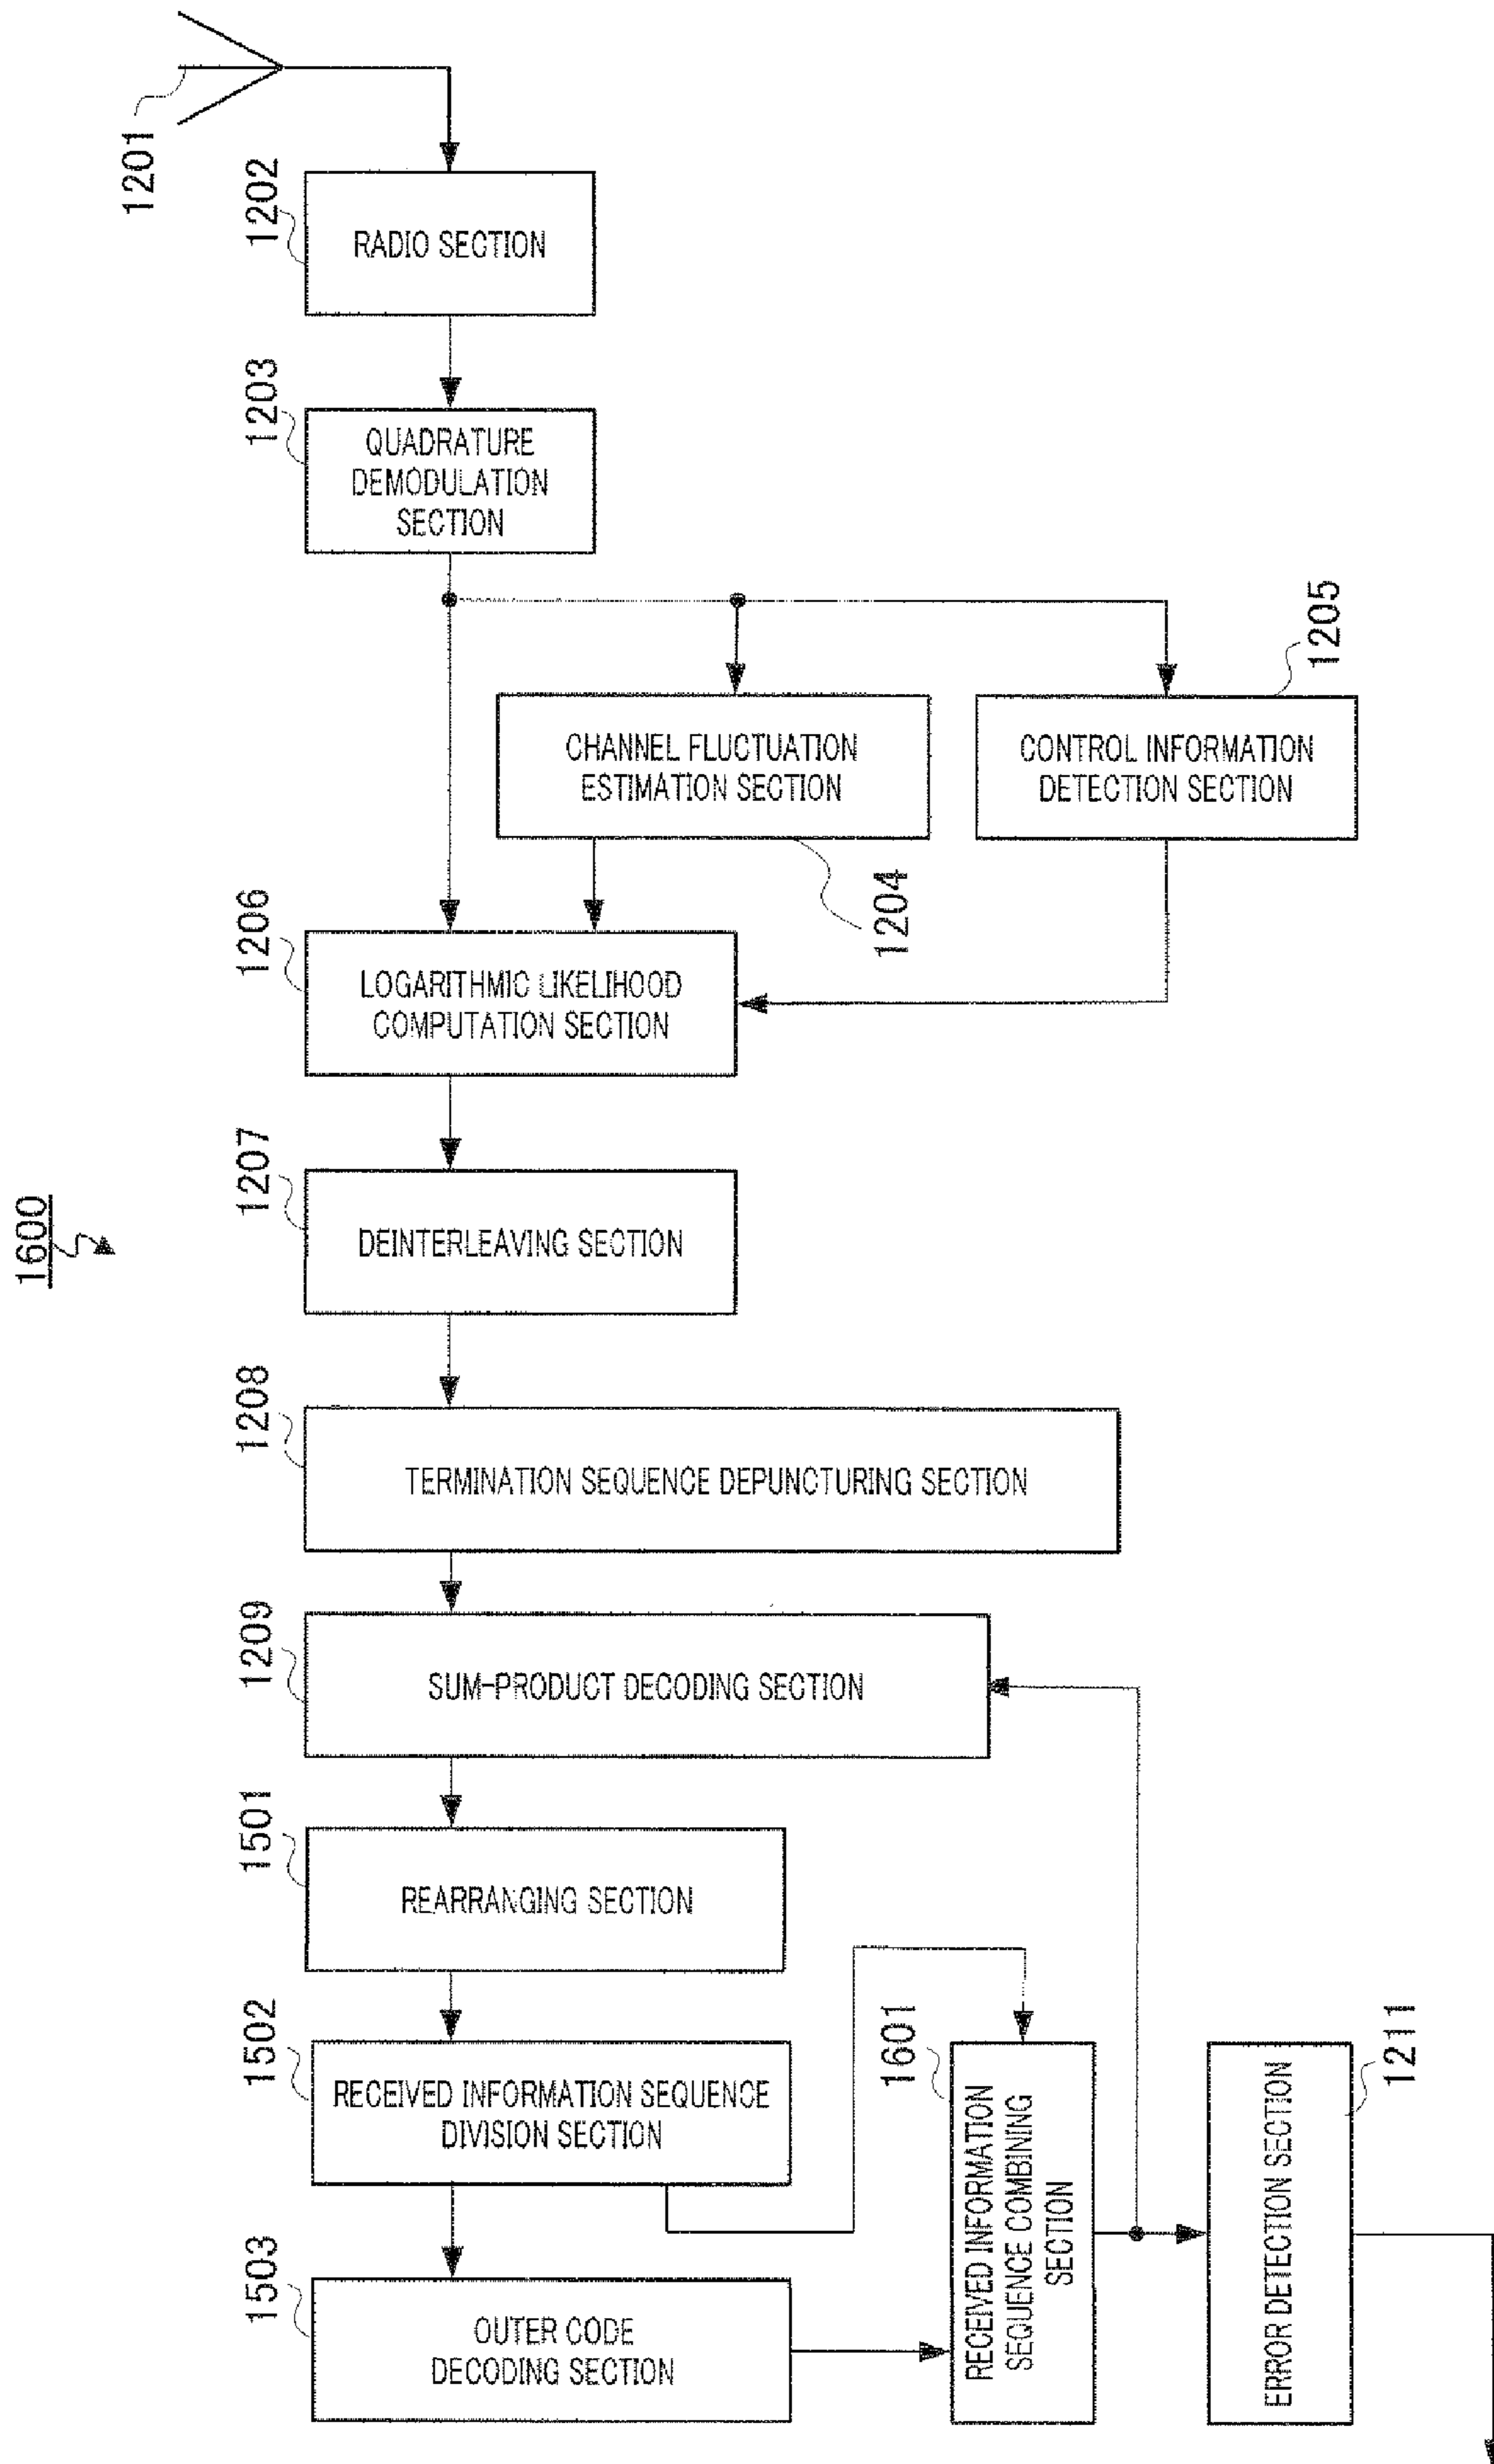 1600
1201
1202
RADIO SECTION
1203
QUADRATURE
DEMODULATION
SECTION
1205
CHANNEL FLUCTUATION
ESTIMATION SECTION
CONTROL INFORMATION
DETECTION SECTION
1204
1206
LOGARITHMIC LIKELIHOOD
COMPUTATION SECTION
1207
DEINTERLEAVING SECTION
1208
TERMINATION SEQUENCE DEPUNCTURING SECTION
1209
SUM-PRODUCT DECODING SECTION
1501
REARRANGING SECTION
1502
RECEIVED INFORMATION SEQUENCE
DIVISION SECTION
1601
RECEIVED INFORMATION
SEQUENCE COMBINING
SECTION
1211
ERROR DETECTION SECTION
1503
OUTER CODE
DECODING SECTION